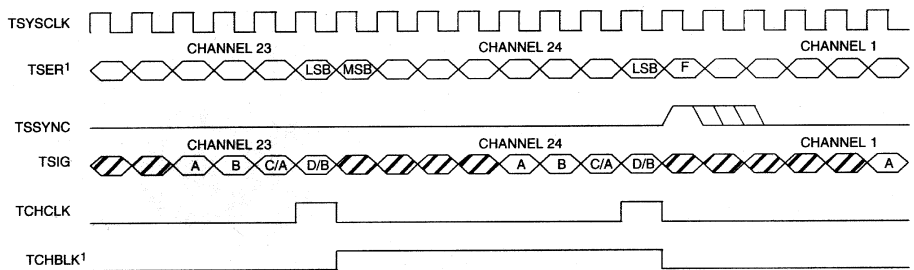 TSYSCLK
CHANNEL 23 CHANNEL 24 CHANNEL 1
TSER1 LSB MSB LSB F
TSSYNC
CHANNEL 23 CHANNEL 24 CHANNEL 1
TSIG A B C/A D/B A B C/A D/B A
TCHCLK
TCHBLK1